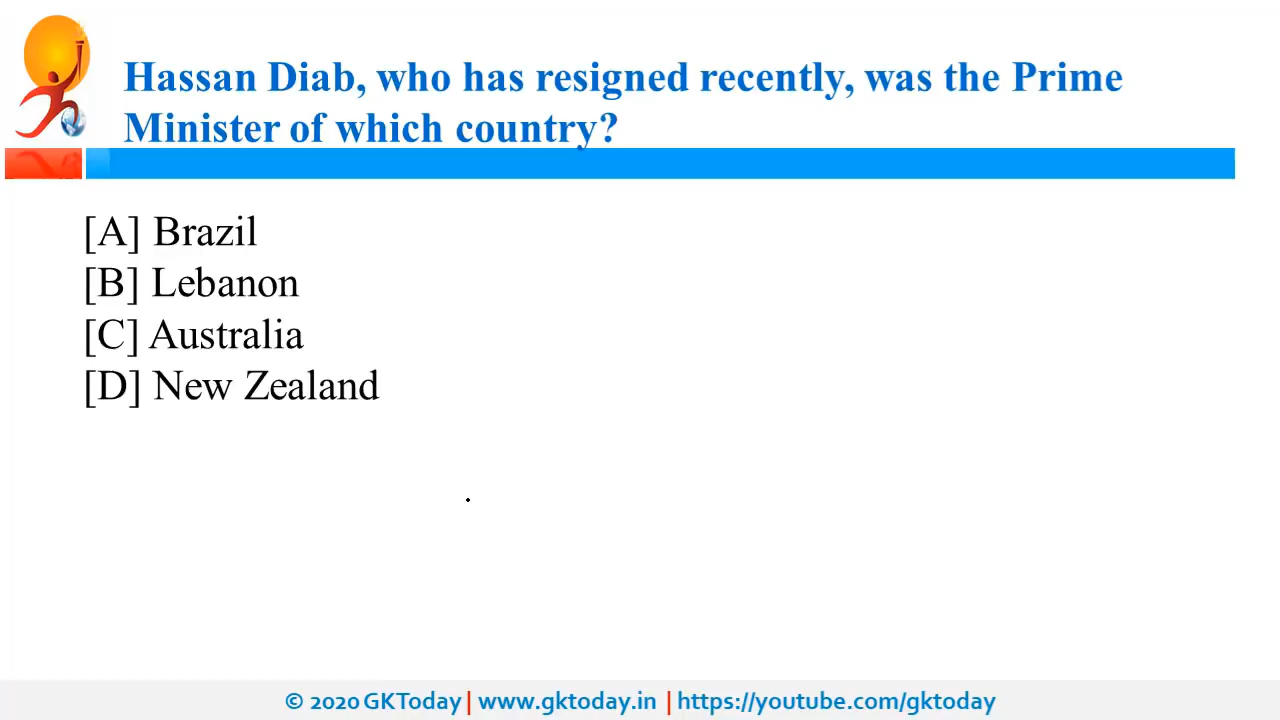 Hassan Diab, who has resigned recently, was the Prime
Minister of which country?
[A] Brazil
[B] Lebanon
[C] Australia
[D] New Zealand
© 2020 GKToday | www.gktoday.in | https://youtube.com/gktoday